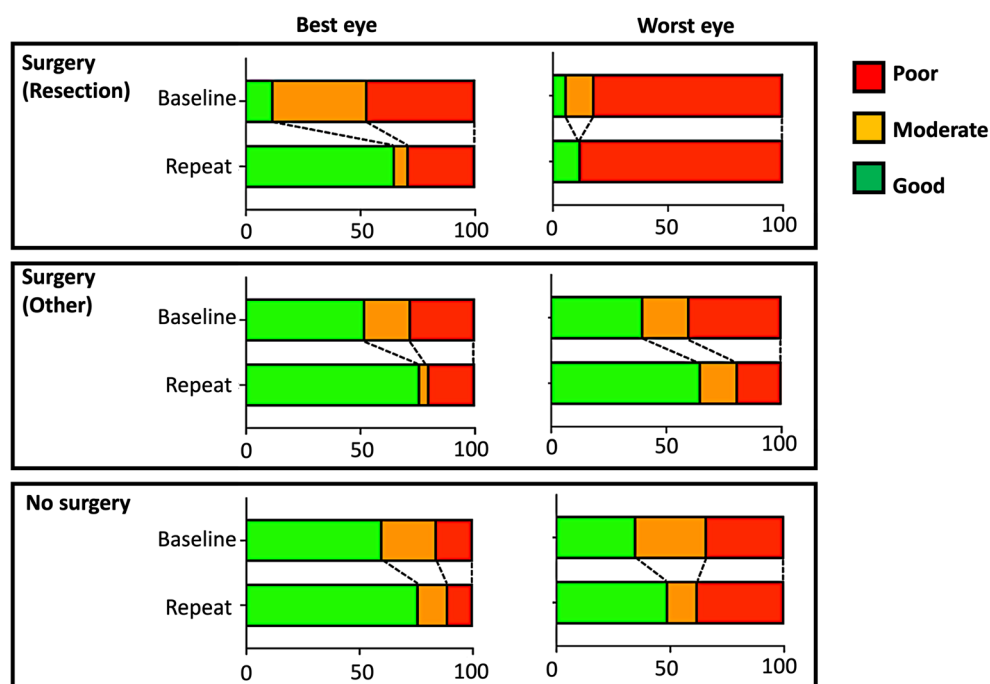 Best eye
Worst eye
Surgery
(Resection)
Baseline
Repeat
0 50 100
0 50 100
Poor
Moderate
Good
Surgery
(Other)
Baseline
Repeat
0 50 100
0 50 100
No surgery
Baseline
Repeat
0 50 100
0 50 100